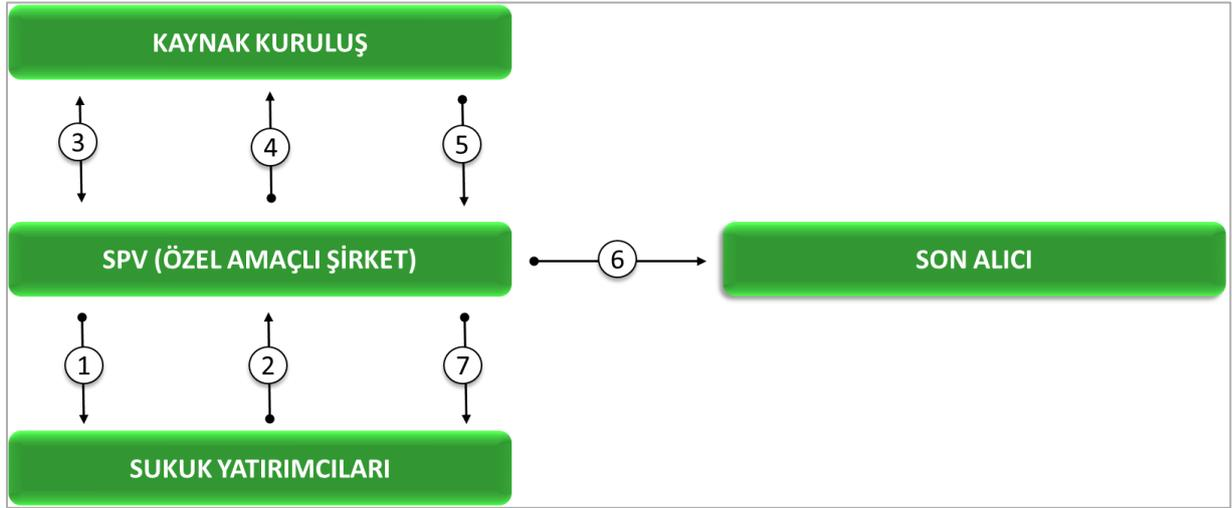 KAYNAK KURULUŞ
3 4 5
SPV (ÖZEL AMAÇLI ŞİRKET) 6 SON ALICI
1 2 7
SUKUK YATIRIMCILARI